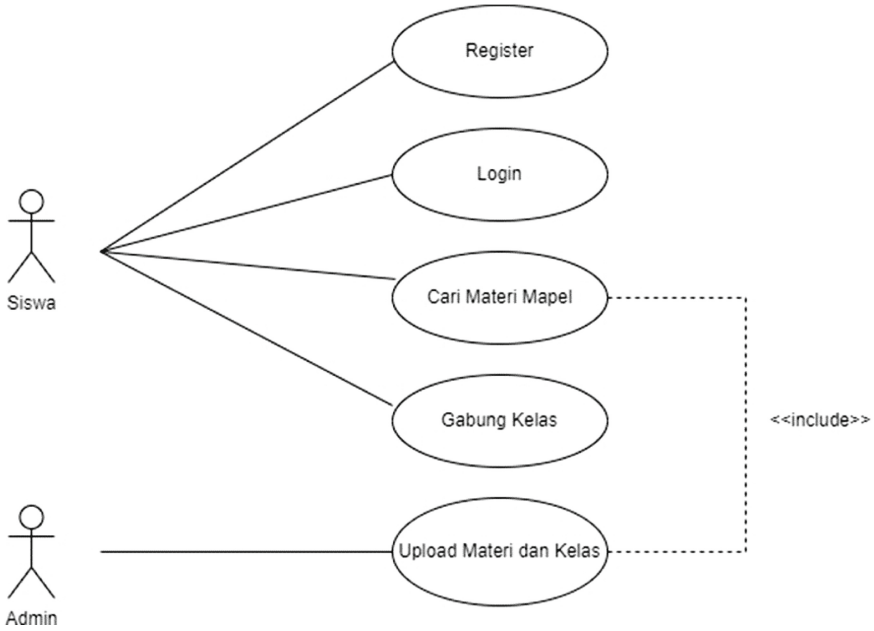 Register
Login
Siswa
Cari Materi Mapel
Gabung Kelas
<<include>>
Upload Materi dan Kelas
Admin